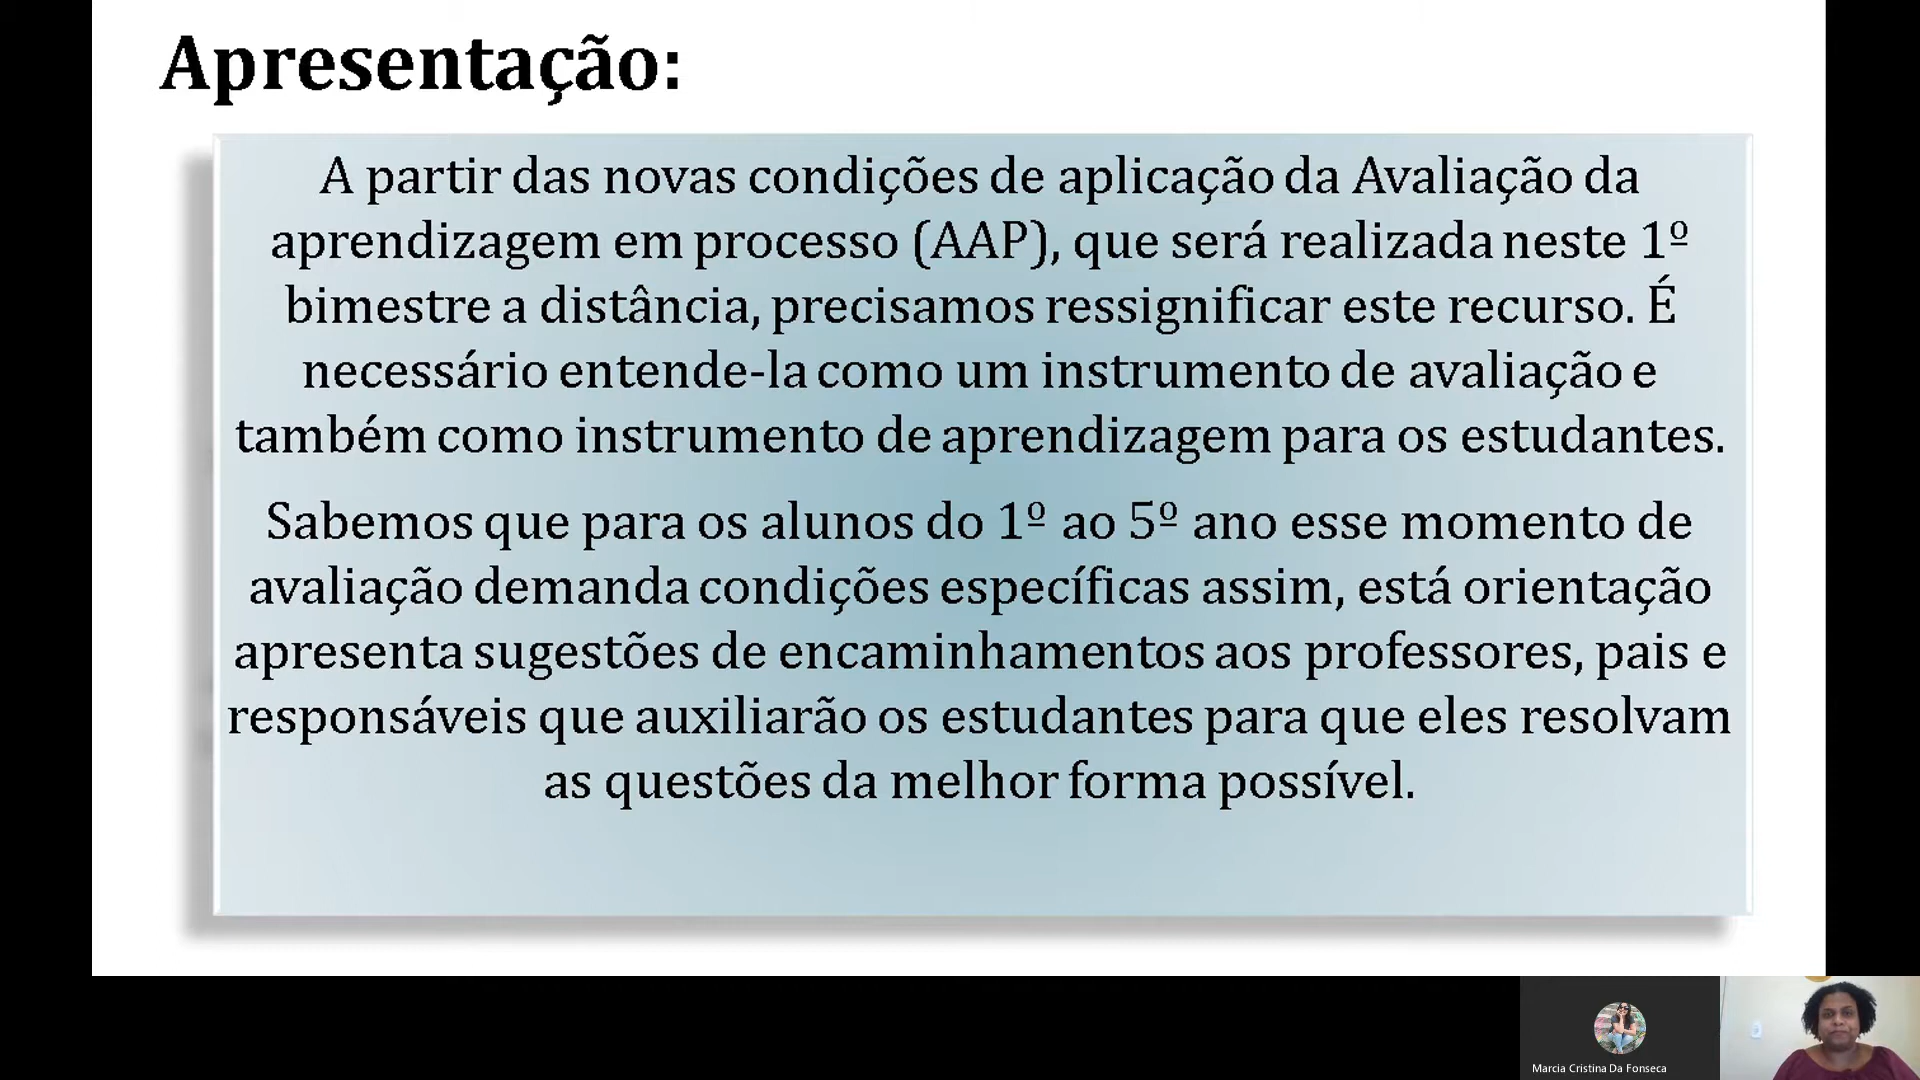 Apresentação:
A partir das novas condições de aplicação da Avaliação da
aprendizagem em processo (AAP), que será realizada neste 1º
bimestre a distância, precisamos ressignificar este recurso. É
necessário entende-la como um instrumento de avaliação e
também como instrumento de aprendizagem para os estudantes.
Sabemos que para os alunos do 1º ao 5º ano esse momento de
avaliação demanda condições específicas assim, está orientação
apresenta sugestões de encaminhamentos aos professores, pais e
responsáveis que auxiliarão os estudantes para que eles resolvam
as questões da melhor forma possível.
Marcia Cristina Da Fonseca